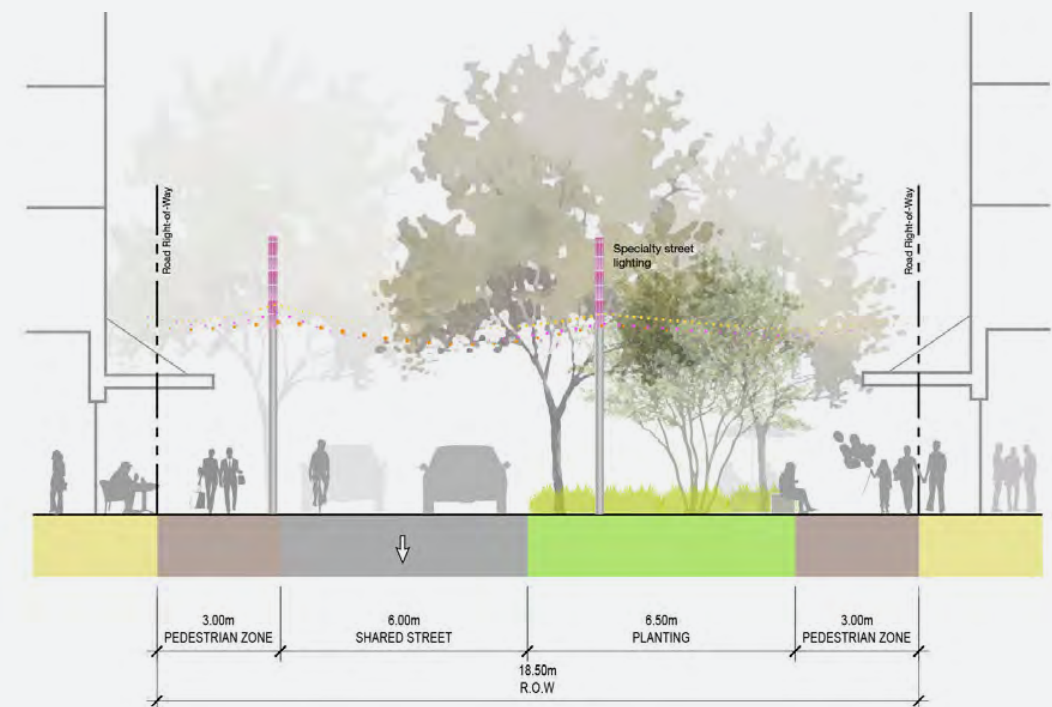 Road Right-of-Way
Specialty street
lighting
Road Right-of-Way
3.00m
PEDESTRIAN ZONE
6.00m
SHARED STREET
6.50m
PLANTING
3.00m
PEDESTRIAN ZONE
18.50m
R.O.W